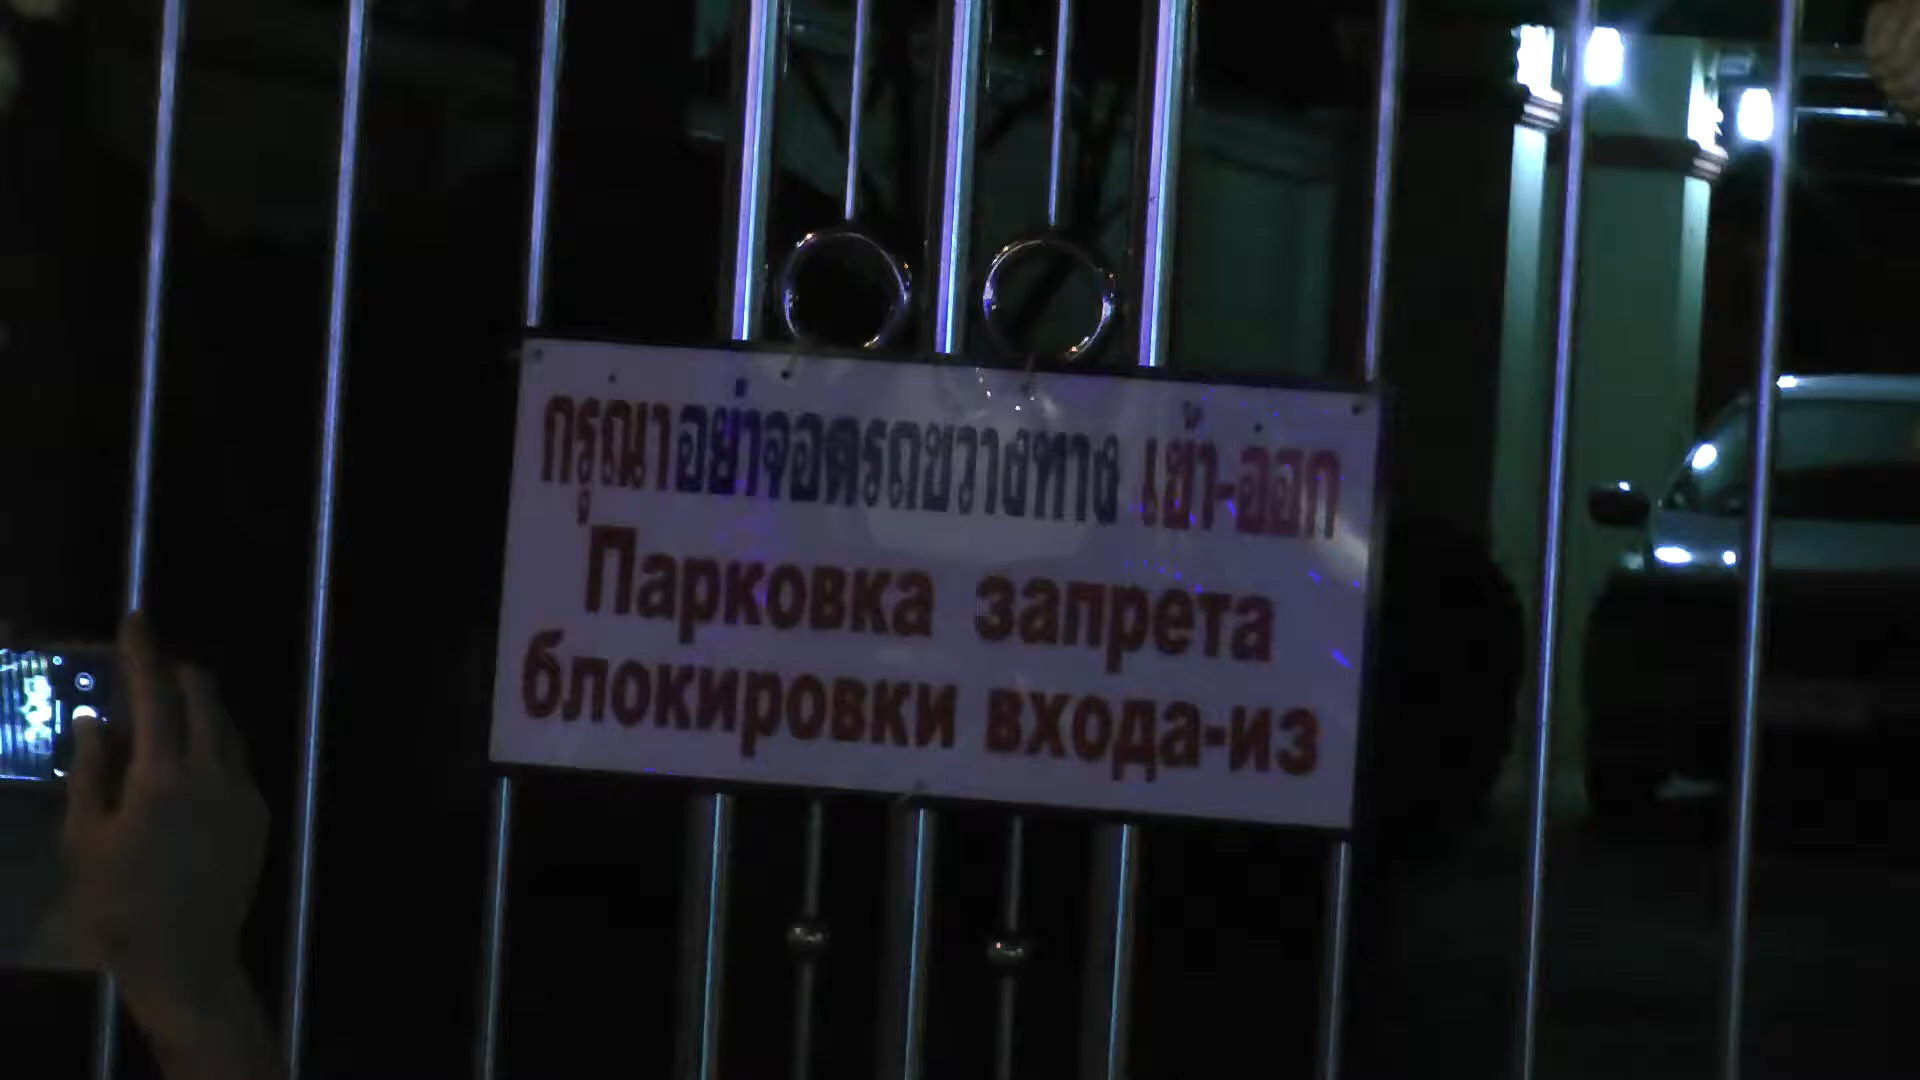 กรุณาอย่าจอดรถขวางทาง เข้า-ออก
Парковка запрета
блокировки входа-из